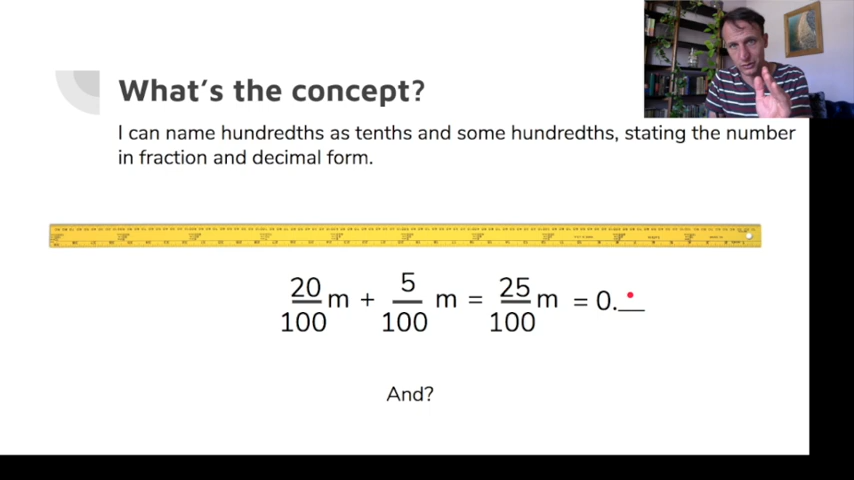 What's the concept?
I can name hundredths as tenths and some hundredths, stating the number
in fraction and decimal form.
20/100 m + 5/100 m = 25/100 m = 0.__
And?